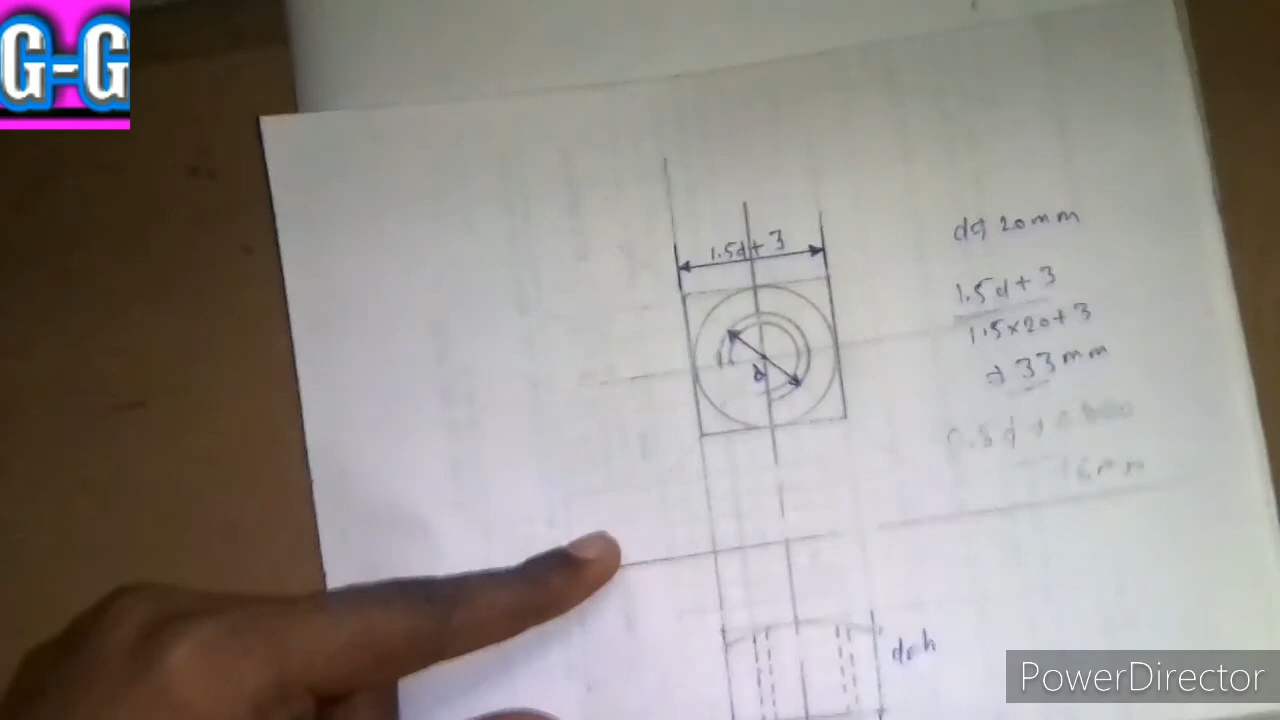 G-G
1.5d + 3
d
d→ 20mm
1.5d + 3
1.5×20+3
→ 33mm
PowerDirector